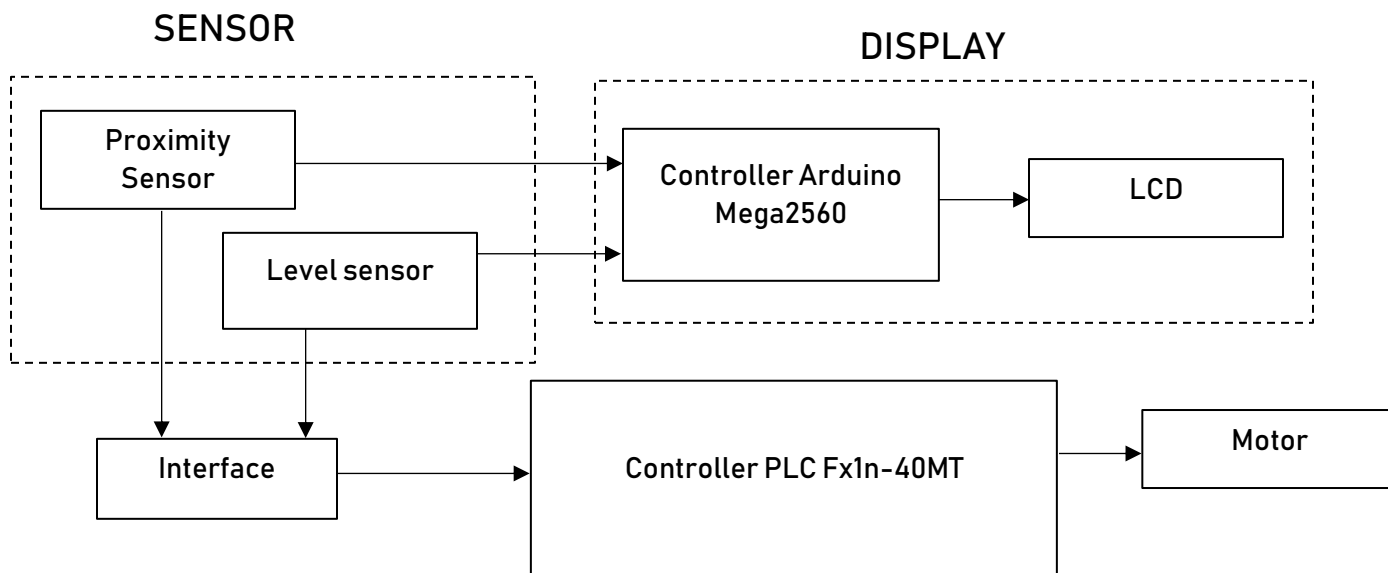 SENSOR
DISPLAY
Proximity
Sensor
Controller Arduino
Mega2560
LCD
Level sensor
Interface
Controller PLC Fx1n-40MT
Motor